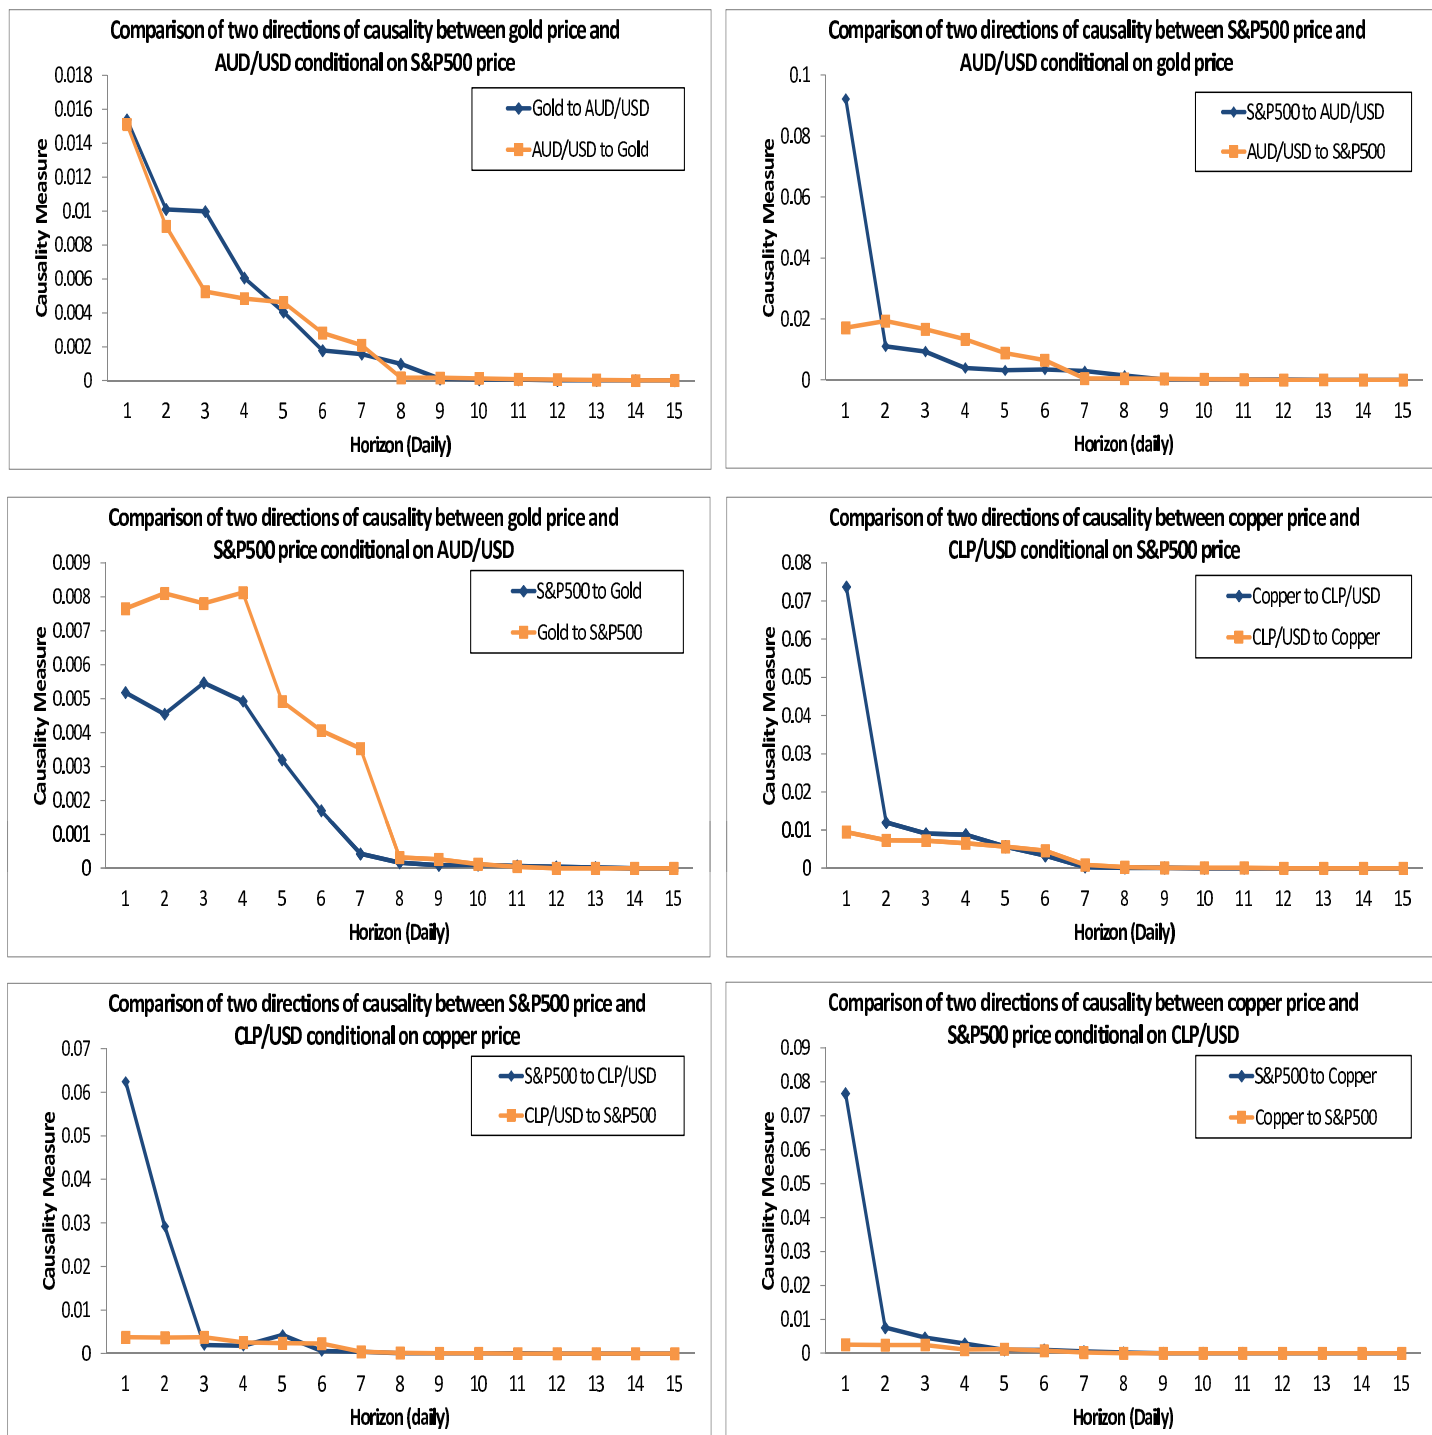 Comparison of two directions of causality between gold price and
AUD/USD conditional on S&P500 price
0.018
0.016
0.014
0.012
0.01
0.008
0.006
0.004
0.002
0
Causality Measure
Gold to AUD/USD
AUD/USD to Gold
1 2 3 4 5 6 7 8 9 10 11 12 13 14 15
Horizon (Daily)
Comparison of two directions of causality between S&P500 price and
AUD/USD conditional on gold price
0.1
0.08
0.06
0.04
0.02
0
Causality Measure
S&P500 to AUD/USD
AUD/USD to S&P500
1 2 3 4 5 6 7 8 9 10 11 12 13 14 15
Horizon (daily)
Comparison of two directions of causality between gold price and
S&P500 price conditional on AUD/USD
0.009
0.008
0.007
0.006
0.005
0.004
0.003
0.002
0.001
0
Causality Measure
S&P500 to Gold
Gold to S&P500
1 2 3 4 5 6 7 8 9 10 11 12 13 14 15
Horizon (Daily)
Comparison of two directions of causality between copper price and
CLP/USD conditional on S&P500 price
0.08
0.07
0.06
0.05
0.04
0.03
0.02
0.01
0
Causality Measure
Copper to CLP/USD
CLP/USD to Copper
1 2 3 4 5 6 7 8 9 10 11 12 13 14 15
Horizon (Daily)
Comparison of two directions of causality between S&P500 price and
CLP/USD conditional on copper price
0.07
0.06
0.05
0.04
0.03
0.02
0.01
0
Causality Measure
S&P500 to CLP/USD
CLP/USD to S&P500
1 2 3 4 5 6 7 8 9 10 11 12 13 14 15
Horizon (daily)
Comparison of two directions of causality between copper price and
S&P500 price conditional on CLP/USD
0.09
0.08
0.07
0.06
0.05
0.04
0.03
0.02
0.01
0
Causality Measure
S&P500 to Copper
Copper to S&P500
1 2 3 4 5 6 7 8 9 10 11 12 13 14 15
Horizon (Daily)